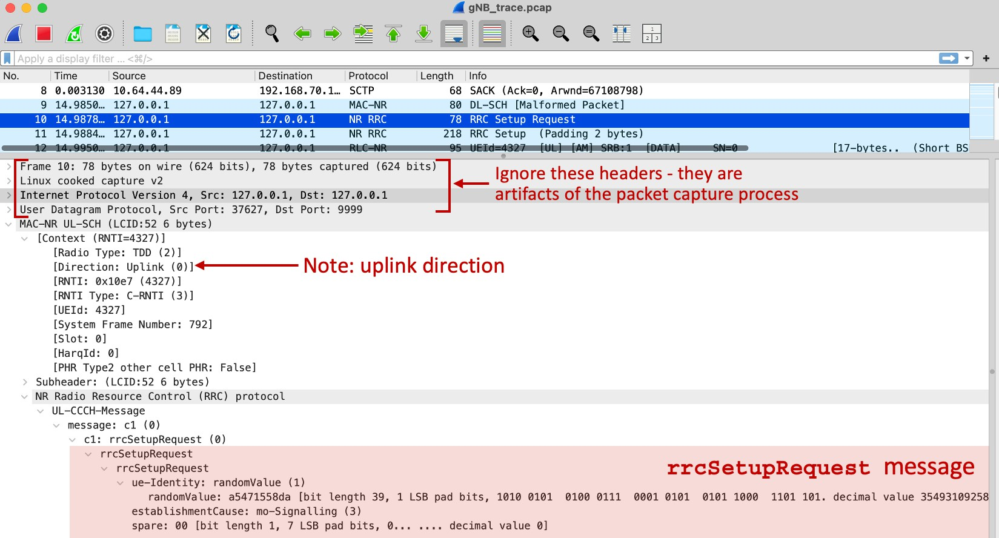 gNB_trace.pcap
Apply a display filter ... <⌘/>
No. Time Source Destination Protocol Length Info
8 0.003130 10.64.44.89 192.168.70.1… SCTP 68 SACK (Ack=0, Arwnd=67108798)
9 14.9850… 127.0.0.1 127.0.0.1 MAC-NR 80 DL-SCH [Malformed Packet]
10 14.9878… 127.0.0.1 127.0.0.1 NR RRC 78 RRC Setup Request
11 14.9884… 127.0.0.1 127.0.0.1 NR RRC 218 RRC Setup (Padding 2 bytes)
12 14.9950… 127.0.0.1 127.0.0.1 RLC-NR 95 UEId=4327 [UL] [AM] SRB:1 [DATA] SN=0 [17-bytes.. (Short BS
Frame 10: 78 bytes on wire (624 bits), 78 bytes captured (624 bits)
Linux cooked capture v2
Internet Protocol Version 4, Src: 127.0.0.1, Dst: 127.0.0.1
User Datagram Protocol, Src Port: 37627, Dst Port: 9999
Ignore these headers - they are
artifacts of the packet capture process
MAC-NR UL-SCH (LCID:52 6 bytes)
[Context (RNTI=4327)]
[Radio Type: TDD (2)]
[Direction: Uplink (0)]
Note: uplink direction
[RNTI: 0x10e7 (4327)]
[RNTI Type: C-RNTI (3)]
[UEId: 4327]
[System Frame Number: 792]
[Slot: 0]
[HarqId: 0]
[PHR Type2 other cell PHR: False]
Subheader: (LCID:52 6 bytes)
NR Radio Resource Control (RRC) protocol
UL-CCCH-Message
message: c1 (0)
c1: rrcSetupRequest (0)
rrcSetupRequest
rrcSetupRequest message
rrcSetupRequest
ue-Identity: randomValue (1)
randomValue: a5471558da [bit length 39, 1 LSB pad bits, 1010 0101 0100 0111 0001 0101 0101 1000 1101 101. decimal value 35493109258
establishmentCause: mo-Signalling (3)
spare: 00 [bit length 1, 7 LSB pad bits, 0... .... decimal value 0]